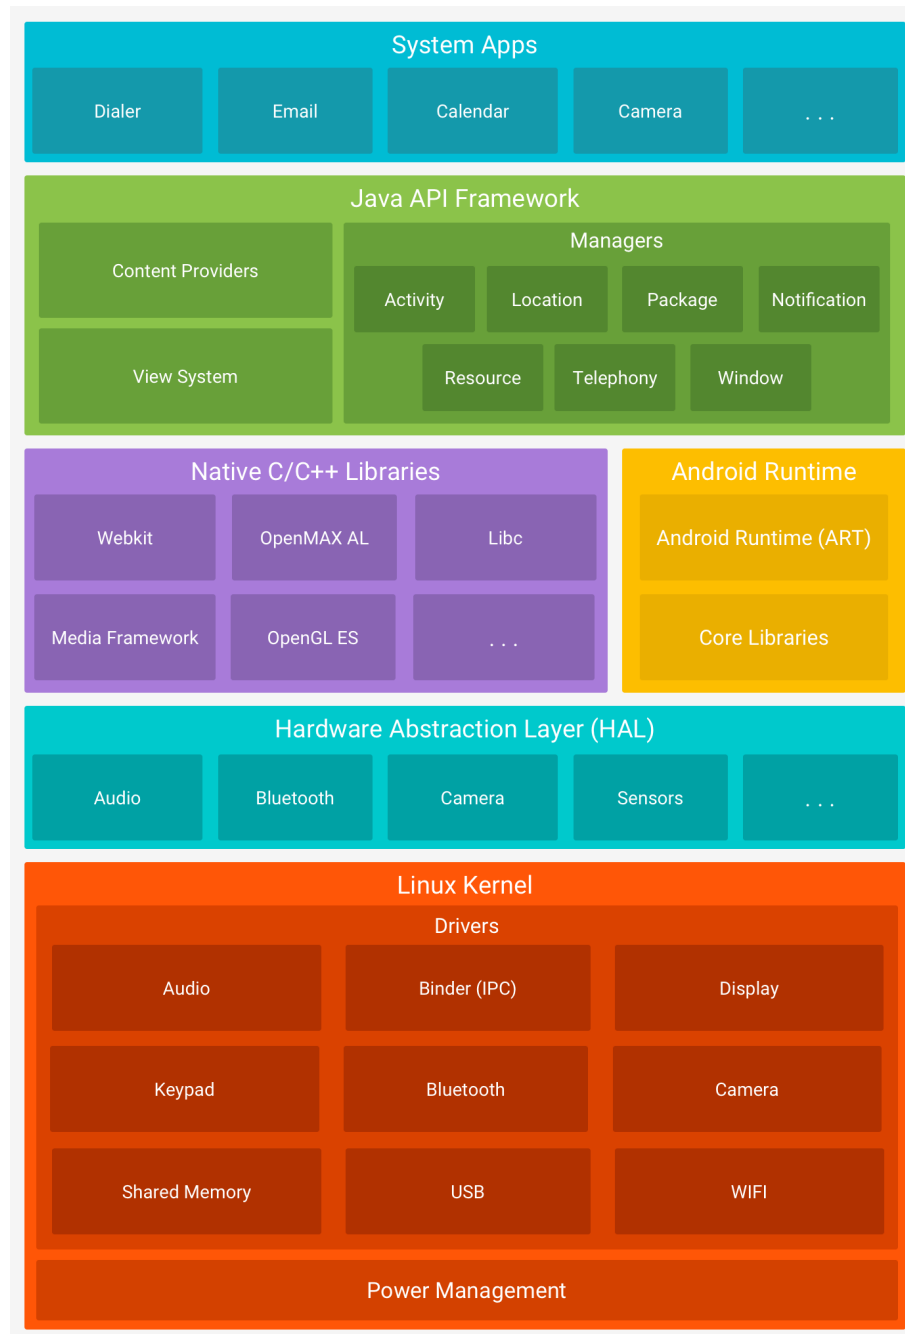 System Apps
Dialer
Email
Calendar
Camera
. . .
Java API Framework
Content Providers
View System
Managers
Activity
Location
Package
Notification
Resource
Telephony
Window
Native C/C++ Libraries
Webkit
OpenMAX AL
Libc
Media Framework
OpenGL ES
. . .
Android Runtime
Android Runtime (ART)
Core Libraries
Hardware Abstraction Layer (HAL)
Audio
Bluetooth
Camera
Sensors
. . .
Linux Kernel
Drivers
Audio
Binder (IPC)
Display
Keypad
Bluetooth
Camera
Shared Memory
USB
WIFI
Power Management